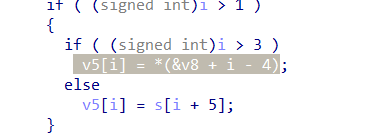 if ( (signed int)i > 1 )
{
if ( (signed int)i > 3 )
v5[i] = *(&v8 + i - 4);
else
v5[i] = s[i + 5];
}